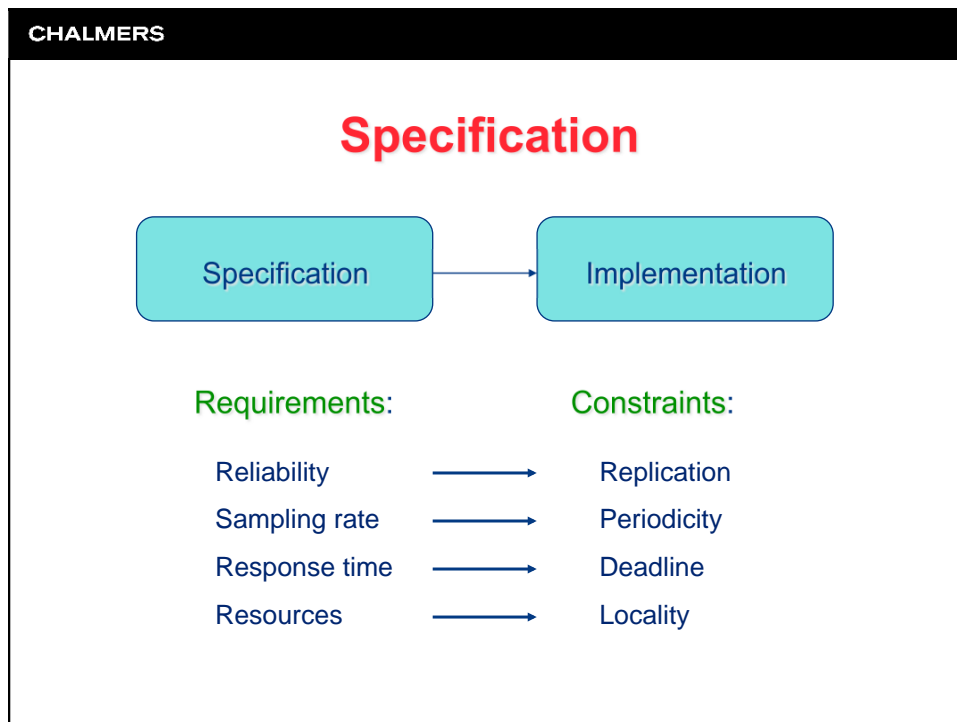 CHALMERS
Specification
Specification Implementation
Requirements: Constraints:
Reliability Replication
Sampling rate Periodicity
Response time Deadline
Resources Locality